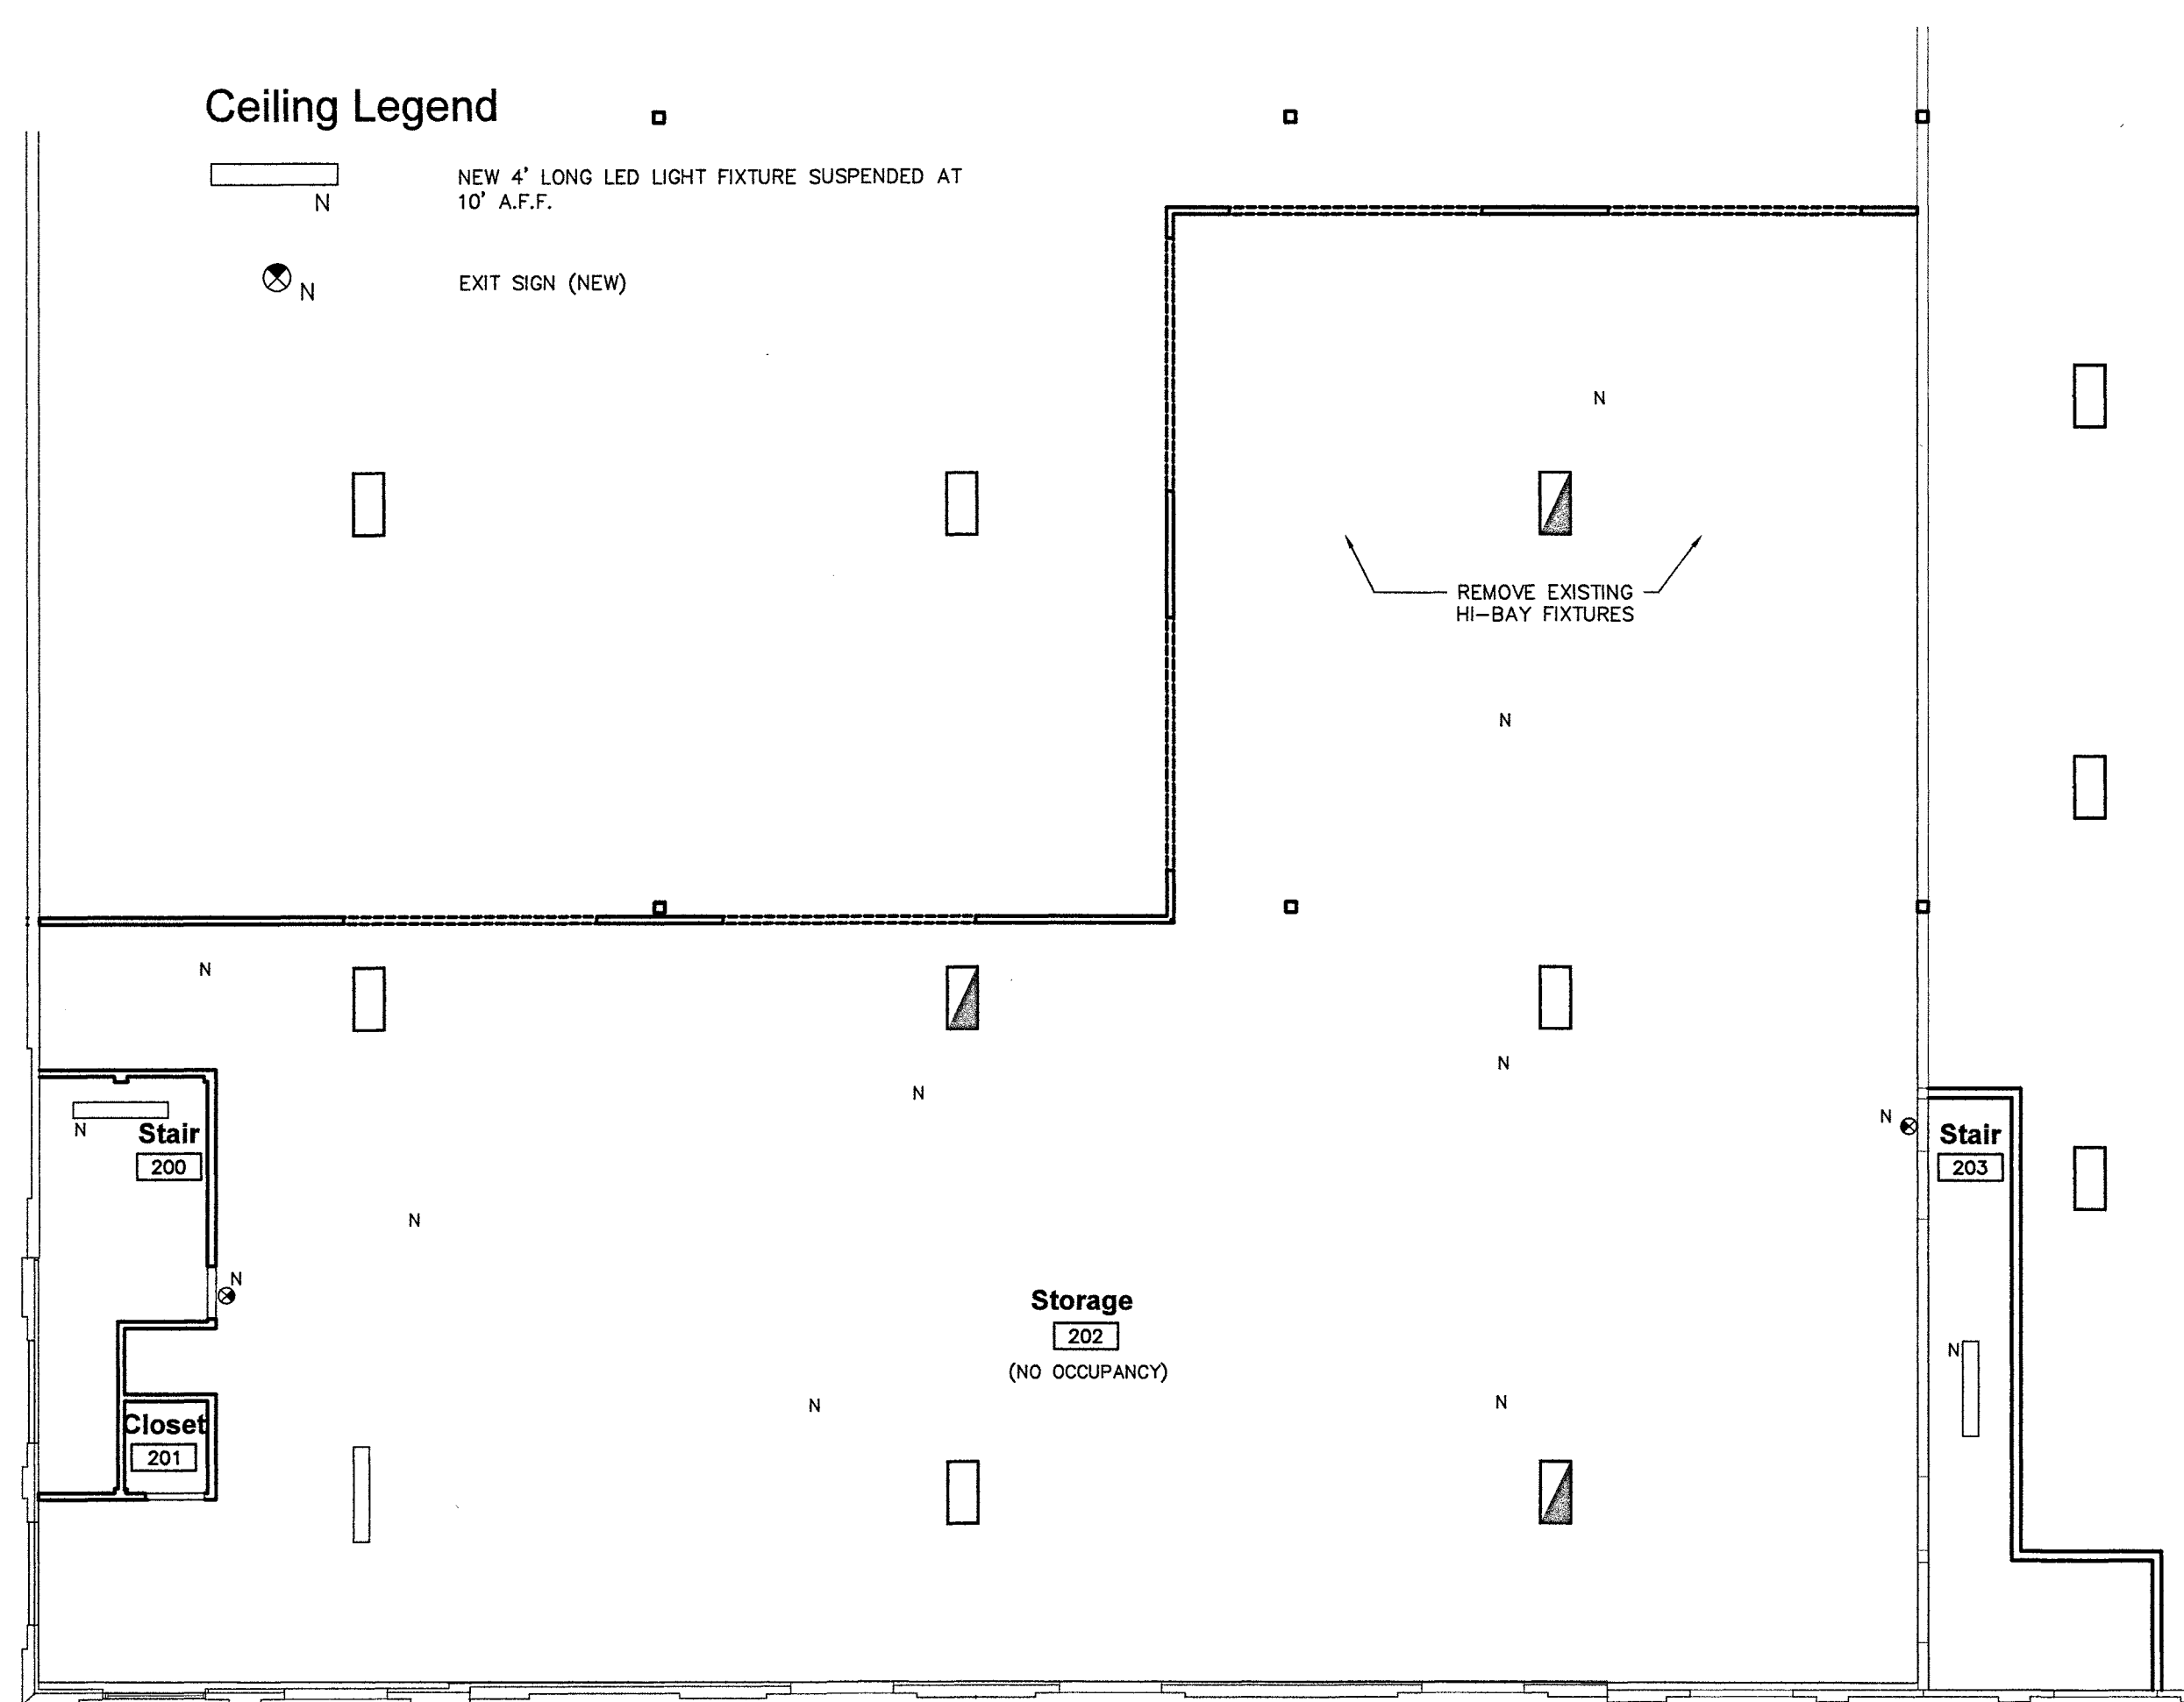 Ceiling Legend
NEW 4' LONG LED LIGHT FIXTURE SUSPENDED AT
10' A.F.F.
N
EXIT SIGN (NEW)
N
N
REMOVE EXISTING
HI-BAY FIXTURES
N
N
N
N
N
N
Stair
200
N
Stair
203
N
N
Storage
202
(NO OCCUPANCY)
N
N
N
Closet
201